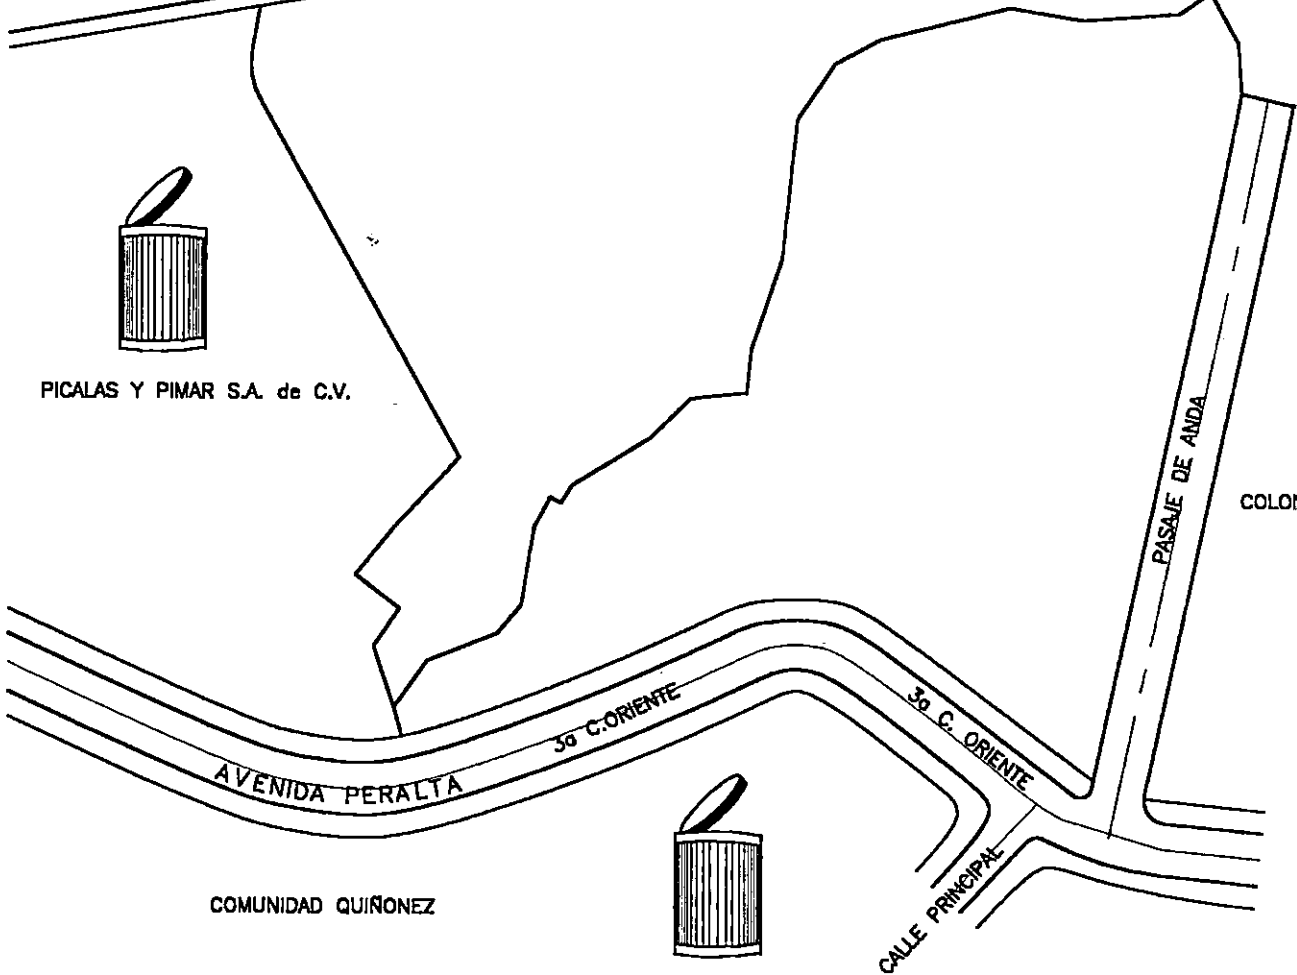 PICALAS Y PIMAR S.A. de C.V.
PASAJE DE ANDA
3a C.ORIENTE
3a C. ORIENTE
AVENIDA PERALTA
CALLE PRINCIPAL
COMUNIDAD QUIÑONEZ